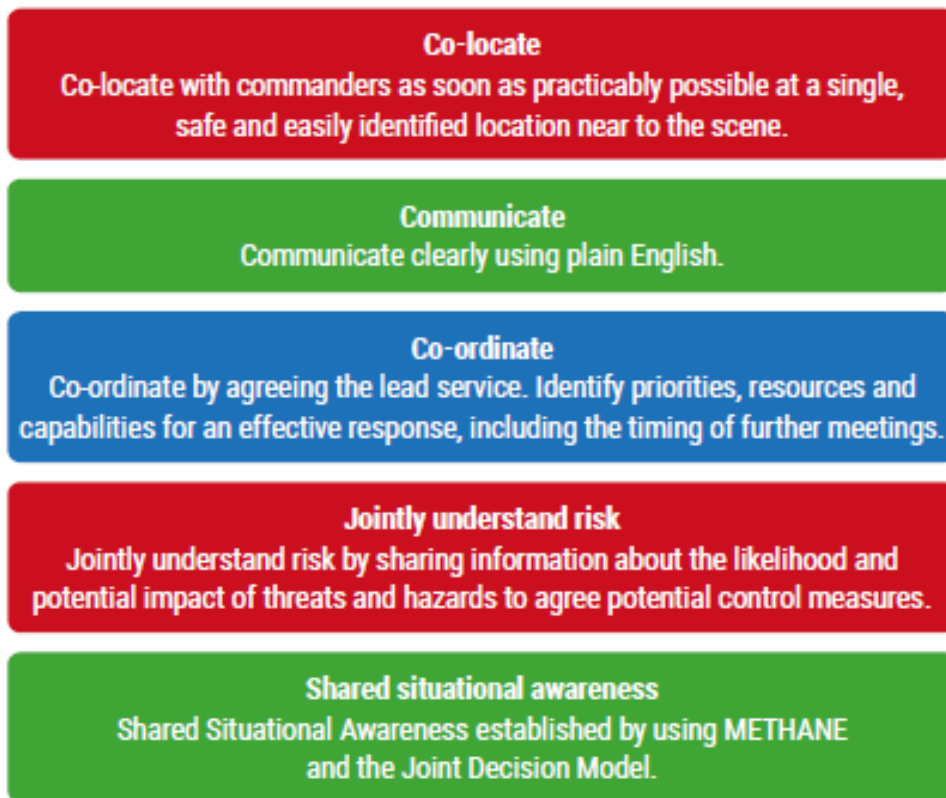 Co-locate
Co-locate with commanders as soon as practicably possible at a single,
safe and easily identified location near to the scene.
Communicate
Communicate clearly using plain English.
Co-ordinate
Co-ordinate by agreeing the lead service. Identify priorities, resources and
capabilities for an effective response, including the timing of further meetings.
Jointly understand risk
Jointly understand risk by sharing information about the likelihood and
potential impact of threats and hazards to agree potential control measures.
Shared situational awareness
Shared Situational Awareness established by using METHANE
and the Joint Decision Model.